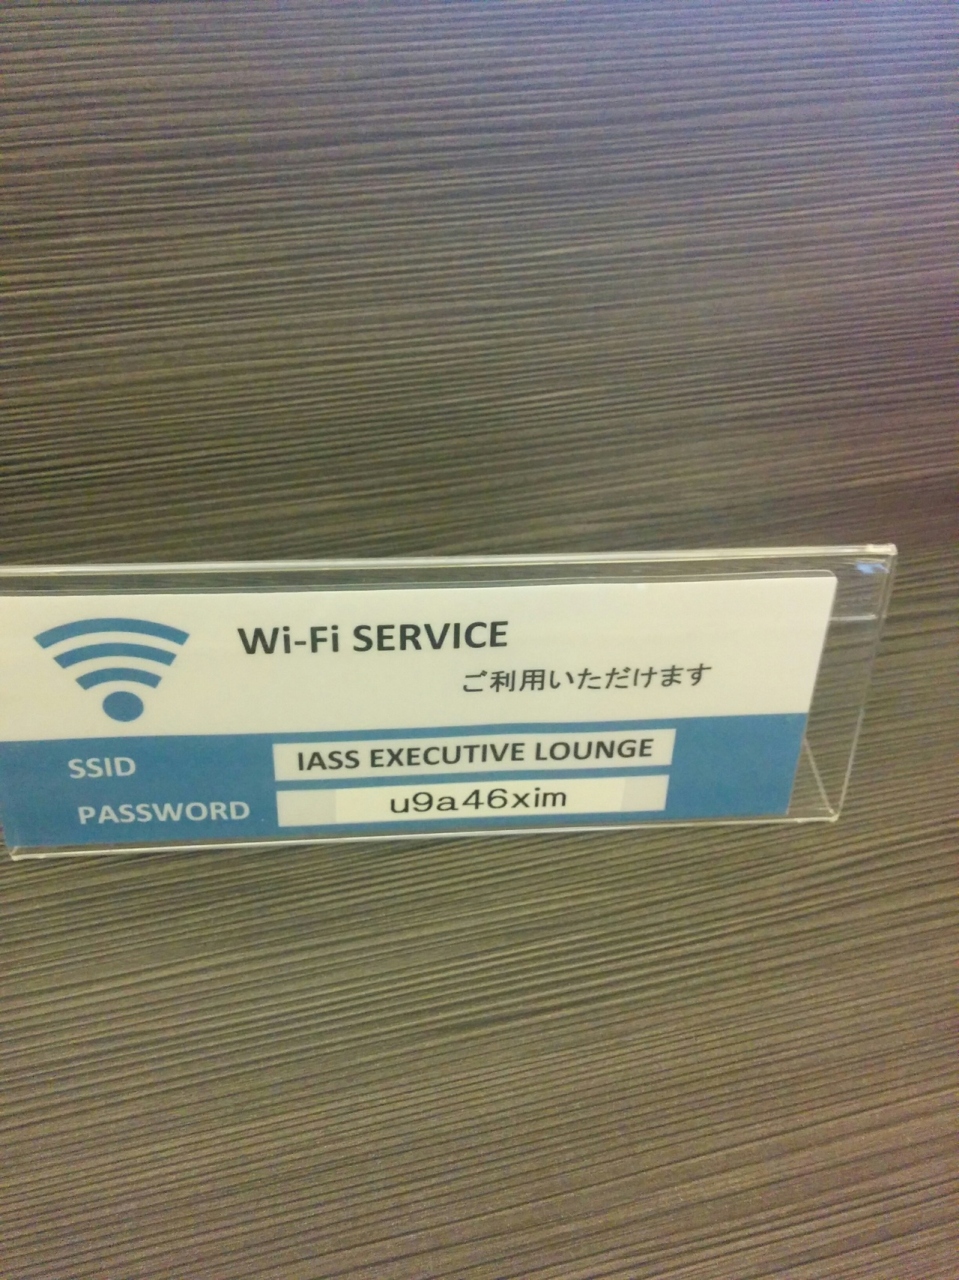 Wi-Fi SERVICE
ご利用いただけます
SSID IASS EXECUTIVE LOUNGE
PASSWORD u9a46xim